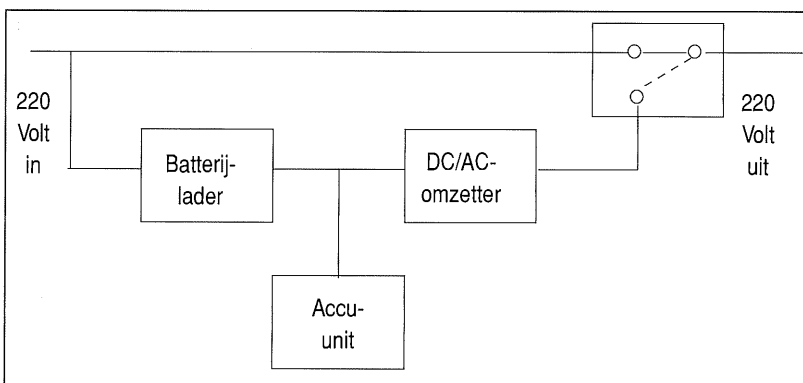 220
Volt
in
Batterij-
lader
DC/AC-
omzetter
220
Volt
uit
Accu-
unit